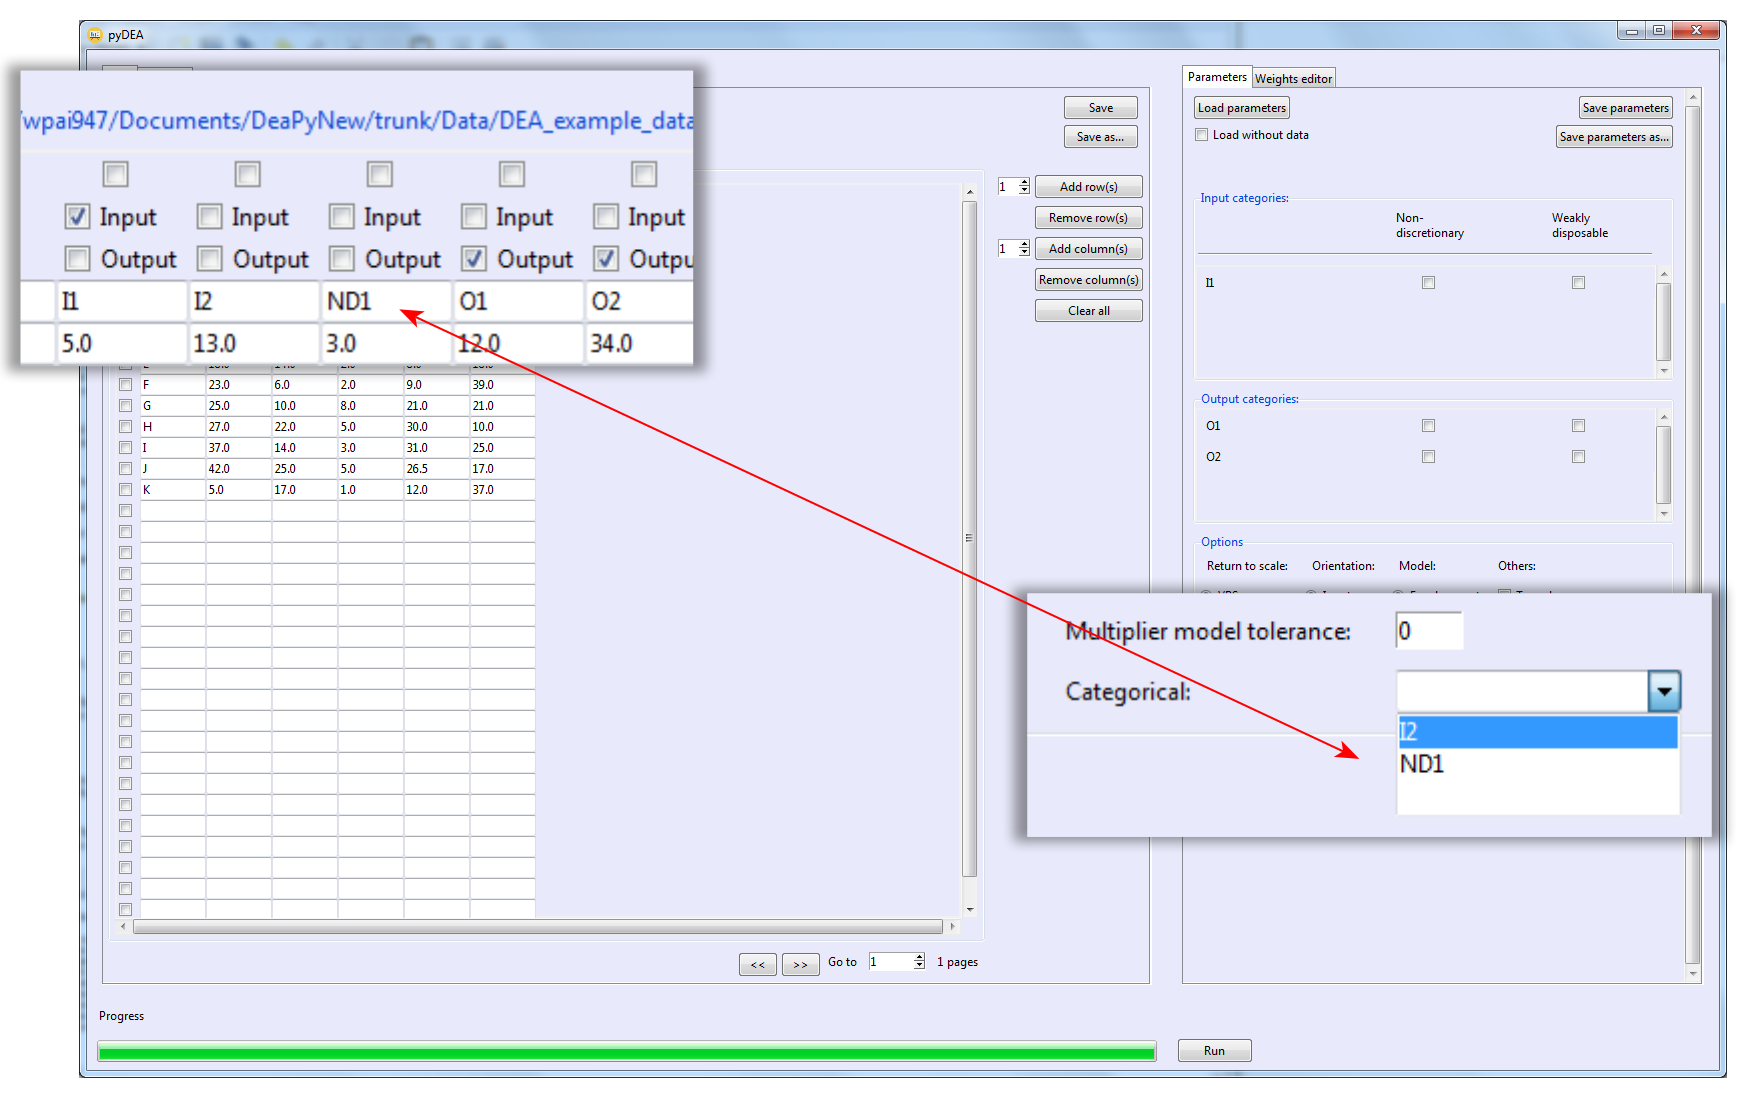 pyDEA
/wpai947/Documents/DeaPyNew/trunk/Data/DEA_example_data
Input Input Input Input Input
Output Output Output Output Outpu
I1 I2 ND1 O1 O2
5.0 13.0 3.0 12.0 34.0
F 23.0 6.0 2.0 9.0 39.0
G 25.0 10.0 8.0 21.0 21.0
H 27.0 22.0 5.0 30.0 10.0
I 37.0 14.0 3.0 31.0 25.0
J 42.0 25.0 5.0 26.5 17.0
K 5.0 17.0 1.0 12.0 37.0
<< >> Go to 1 1 pages
Save
Save as...
1 Add row(s)
Remove row(s)
1 Add column(s)
Remove column(s)
Clear all
Parameters Weights editor
Load parameters Save parameters
Load without data Save parameters as...
Input categories:
Non-
discretionary
Weakly
disposable
I1
Output categories:
O1
O2
Options
Return to scale: Orientation: Model: Others:
Multiplier model tolerance: 0
Categorical:
I2
ND1
Progress
Run